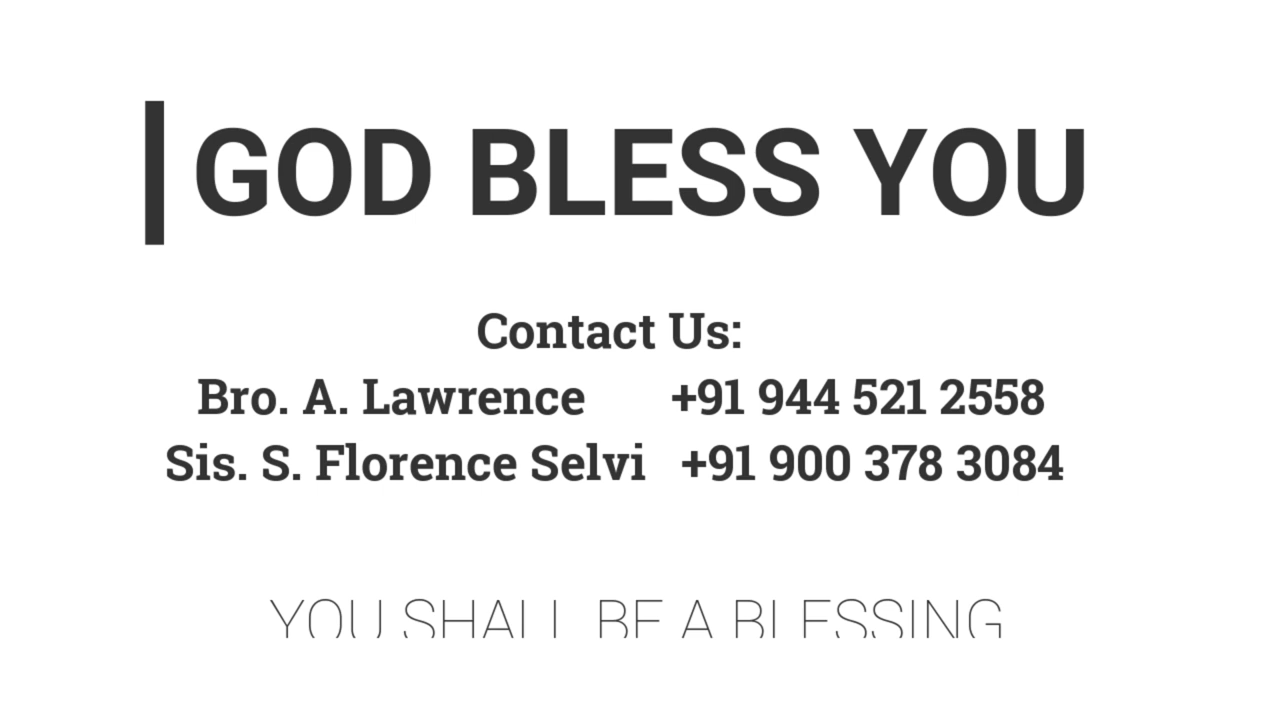 GOD BLESS YOU
Contact Us:
Bro. A. Lawrence +91 944 521 2558
Sis. S. Florence Selvi +91 900 378 3084
YOU SHALL BE A BLESSING